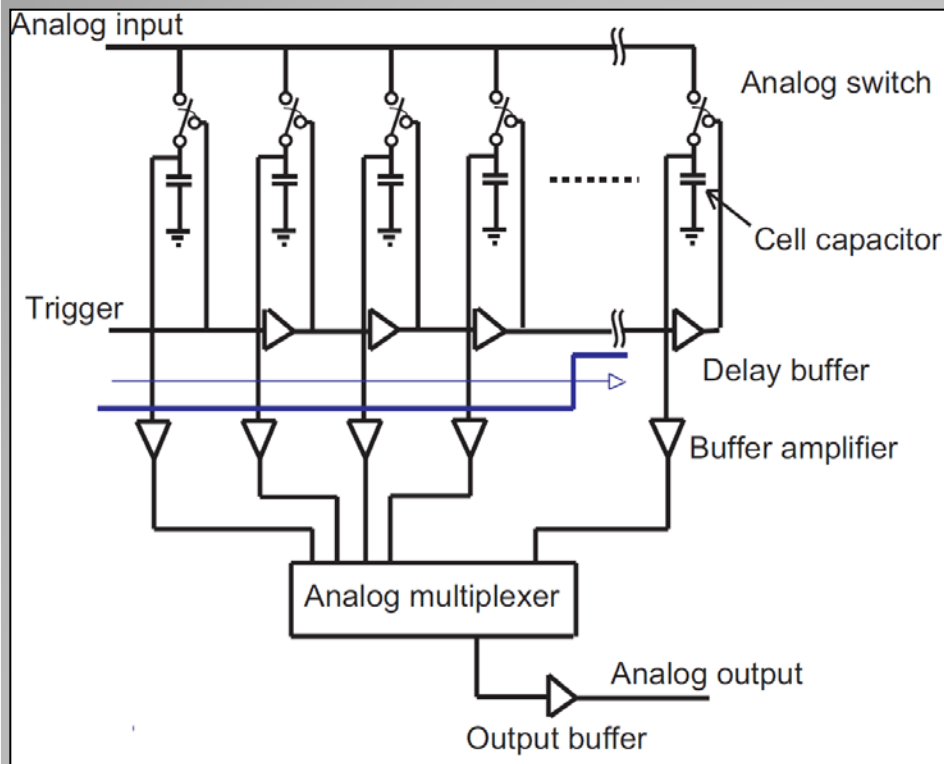 Analog input
Analog switch
Cell capacitor
Trigger
Delay buffer
Buffer amplifier
Analog multiplexer
Analog output
Output buffer